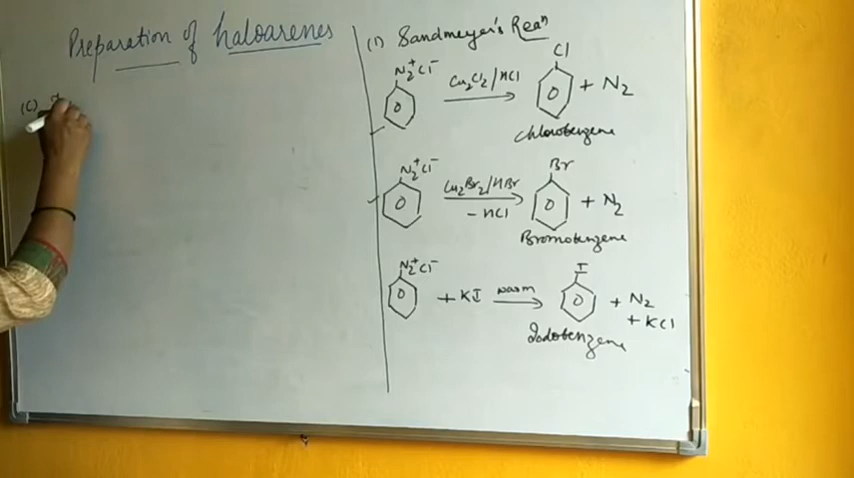 Preparation of haloarenes
(C)
(1) Sandmeyer's Reaⁿ
N₂⁺Cl⁻
Cu₂Cl₂/HCl
Cl
+ N₂
Chlorobenzene
N₂⁺Cl⁻
Cu₂Br₂/HBr
- HCl
Br
+ N₂
Bromobenzene
N₂⁺Cl⁻
+ KI
warm
I
+ N₂
+ KCl
Iodobenzene